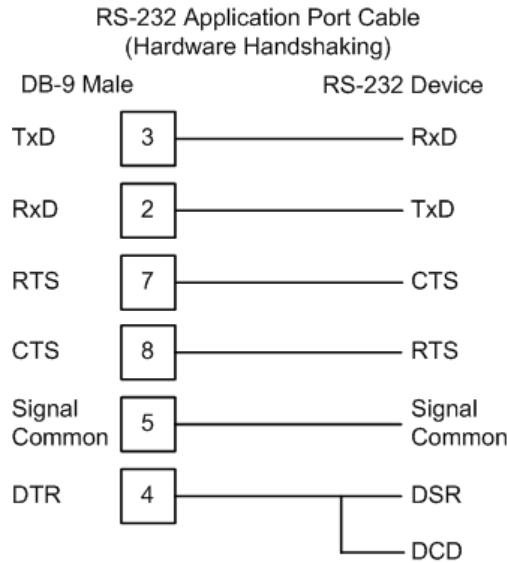 RS-232 Application Port Cable
(Hardware Handshaking)
DB-9 Male RS-232 Device
TxD 3 RxD
RxD 2 TxD
RTS 7 CTS
CTS 8 RTS
Signal
Common 5 Signal
Common
DTR 4 DSR
DCD